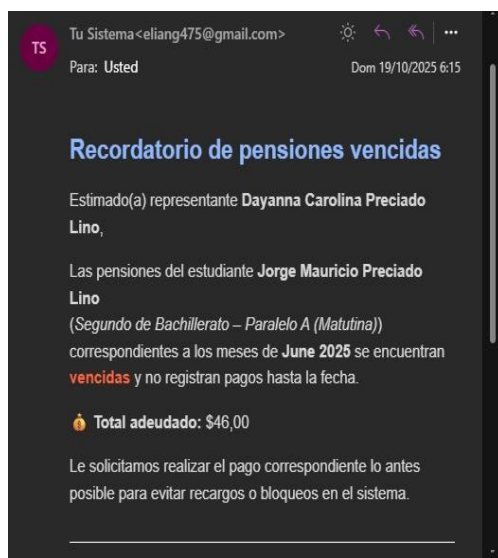 TS
Tu Sistema<eliang475@gmail.com>
Para: Usted
Dom 19/10/2025 6:15
Recordatorio de pensiones vencidas
Estimado(a) representante Dayanna Carolina Preciado
Lino,
Las pensiones del estudiante Jorge Mauricio Preciado
Lino
(Segundo de Bachillerato – Paralelo A (Matutina))
correspondientes a los meses de June 2025 se encuentran
vencidas y no registran pagos hasta la fecha.
💰 Total adeudado: $46,00
Le solicitamos realizar el pago correspondiente lo antes
posible para evitar recargos o bloqueos en el sistema.